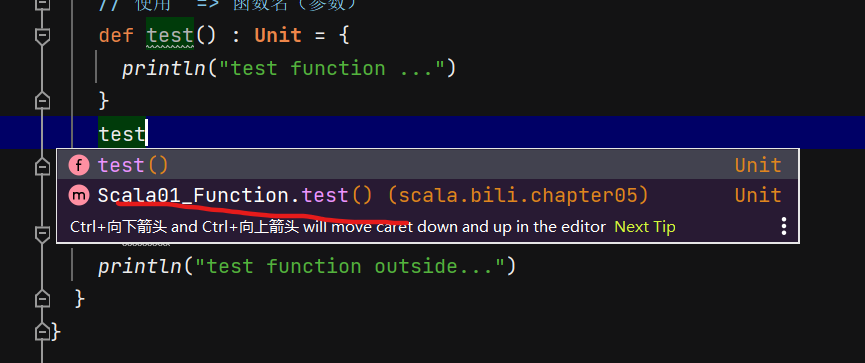 // 使用 => 函数名（参数）
def test() : Unit = {
println("test function ...")
}
test
f test() Unit
m Scala01_Function.test() (scala.bili.chapter05) Unit
Ctrl+向下箭头 and Ctrl+向上箭头 will move caret down and up in the editor Next Tip
println("test function outside...")
}
}